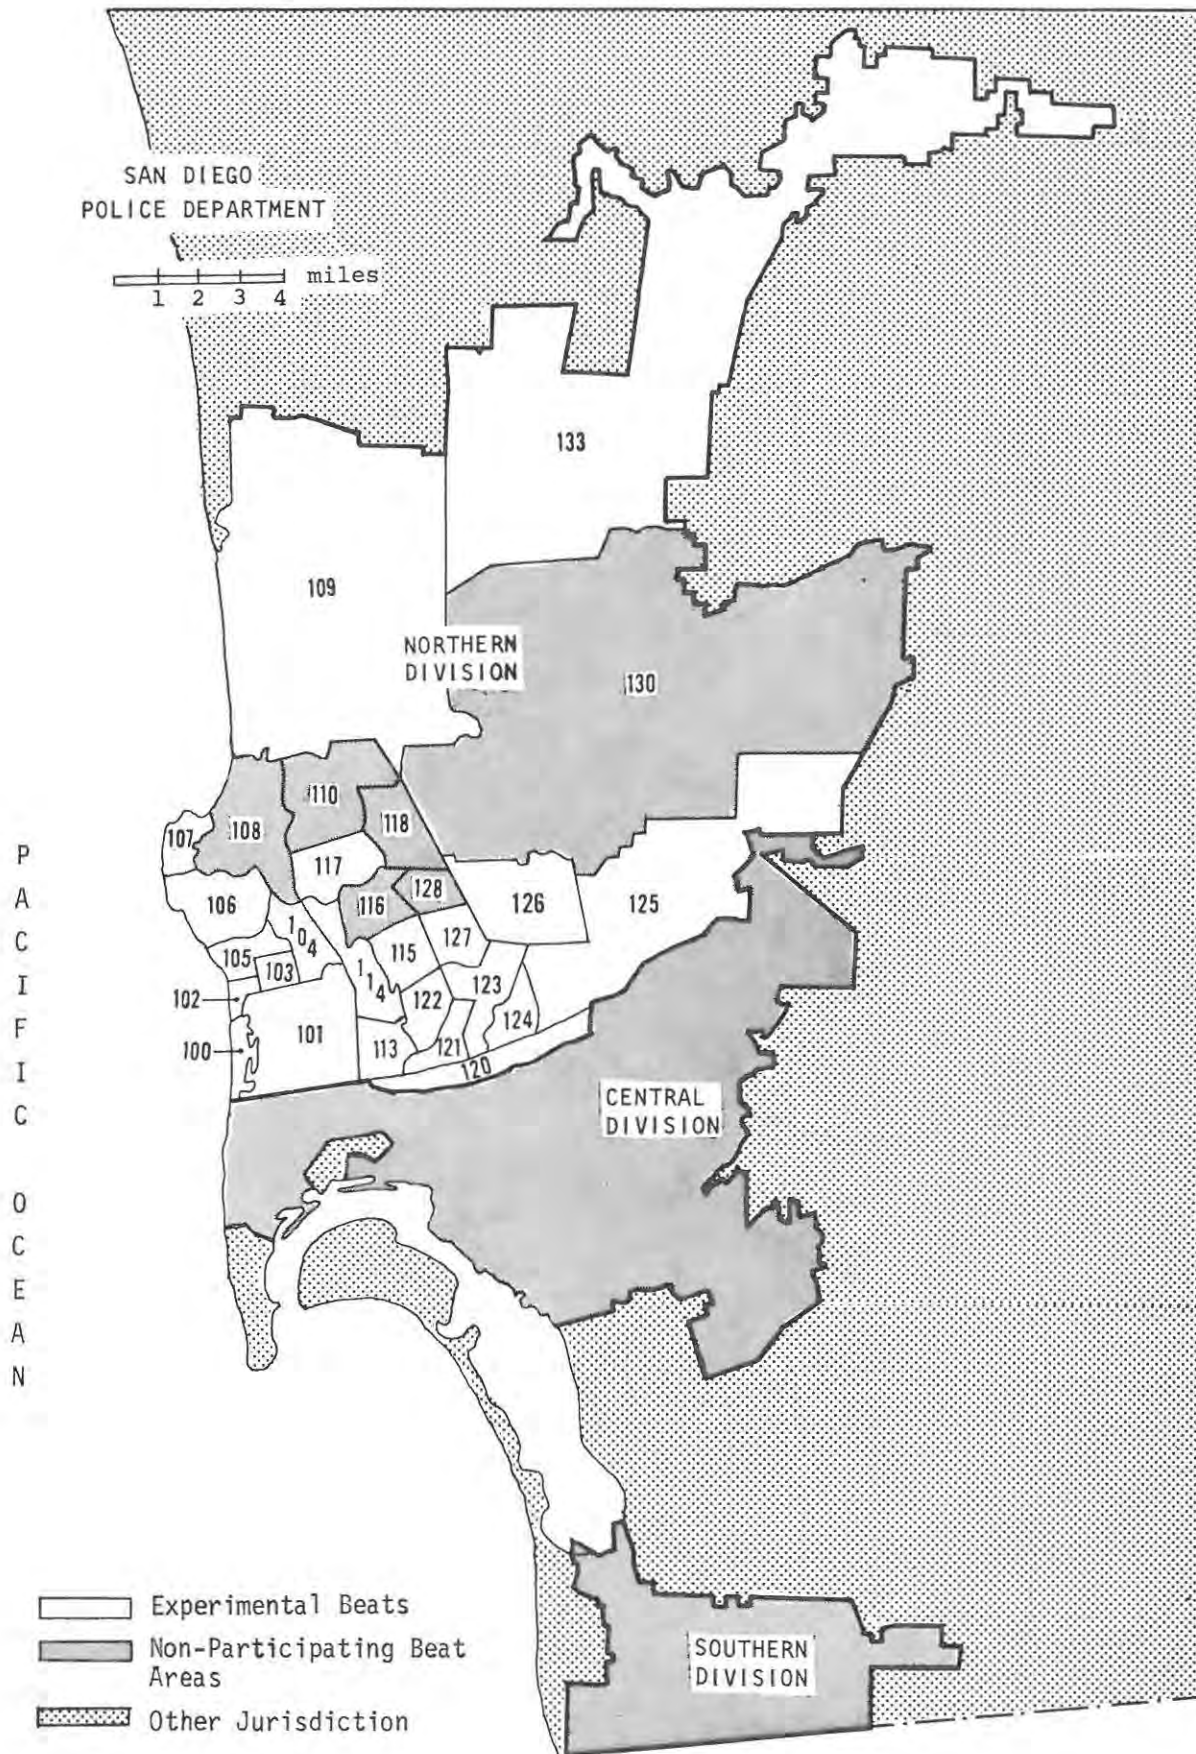 SAN DIEGO
POLICE DEPARTMENT
miles
1 2 3 4
133
109
NORTHERN
DIVISION
130
110
107
108
118
117
106
116
128
126
125
104
105
103
115
127
114
123
102
122
124
101
100
113
121
120
CENTRAL
DIVISION
PACIFIC OCEAN
Experimental Beats
Non-Participating Beat
Areas
Other Jurisdiction
SOUTHERN
DIVISION